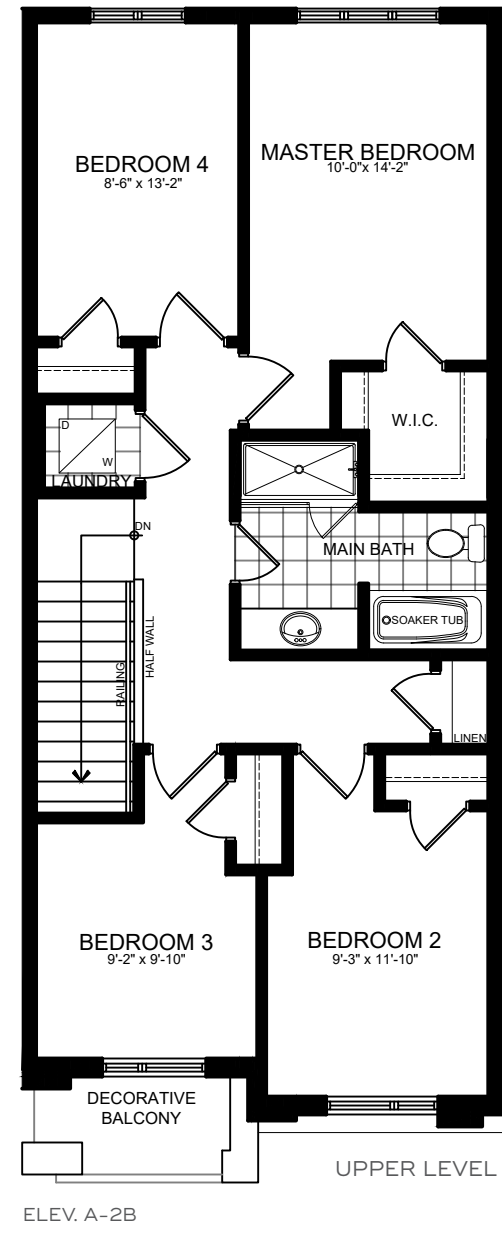 BEDROOM 4
8'-6" x 13'-2"
MASTER BEDROOM
10'-0"x 14'-2"
W.I.C.
D
W
LAUNDRY
DN
MAIN BATH
SOAKER TUB
RAILING
HALF WALL
LINEN
BEDROOM 3
9'-2" x 9'-10"
BEDROOM 2
9'-3" x 11'-10"
DECORATIVE
BALCONY
UPPER LEVEL
ELEV. A-2B